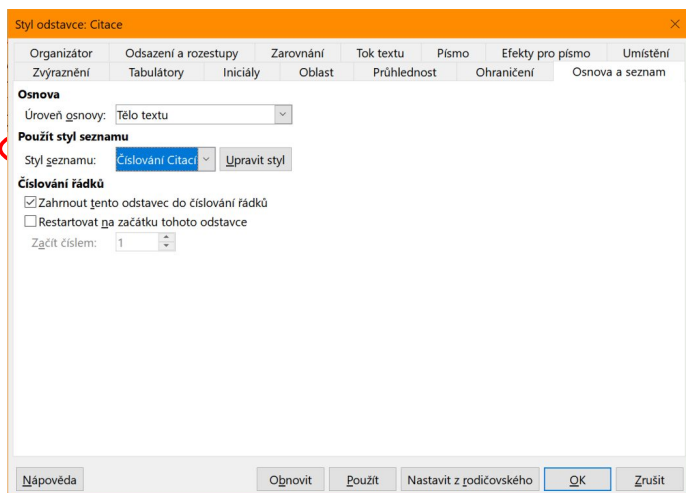 Styl odstavce: Citace
Organizátor Odsazení a rozestupy Zarovnání Tok textu Písmo Efekty pro písmo Umístění
Zvýraznění Tabulátory Iniciály Oblast Průhlednost Ohraničení Osnova a seznam
Osnova
Úroveň osnovy: Tělo textu
Použít styl seznamu
Styl seznamu: Číslování Citací Upravit styl
Číslování řádků
Zahrnout tento odstavec do číslování řádků
Restartovat na začátku tohoto odstavce
Začít číslem: 1
Nápověda Obnovit Použít Nastavit z rodičovského OK Zrušit